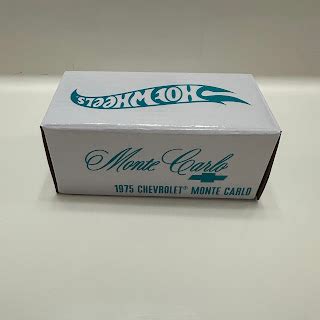 HOT WHEELS
Monte Carlo
1975 CHEVROLET® MONTE CARLO